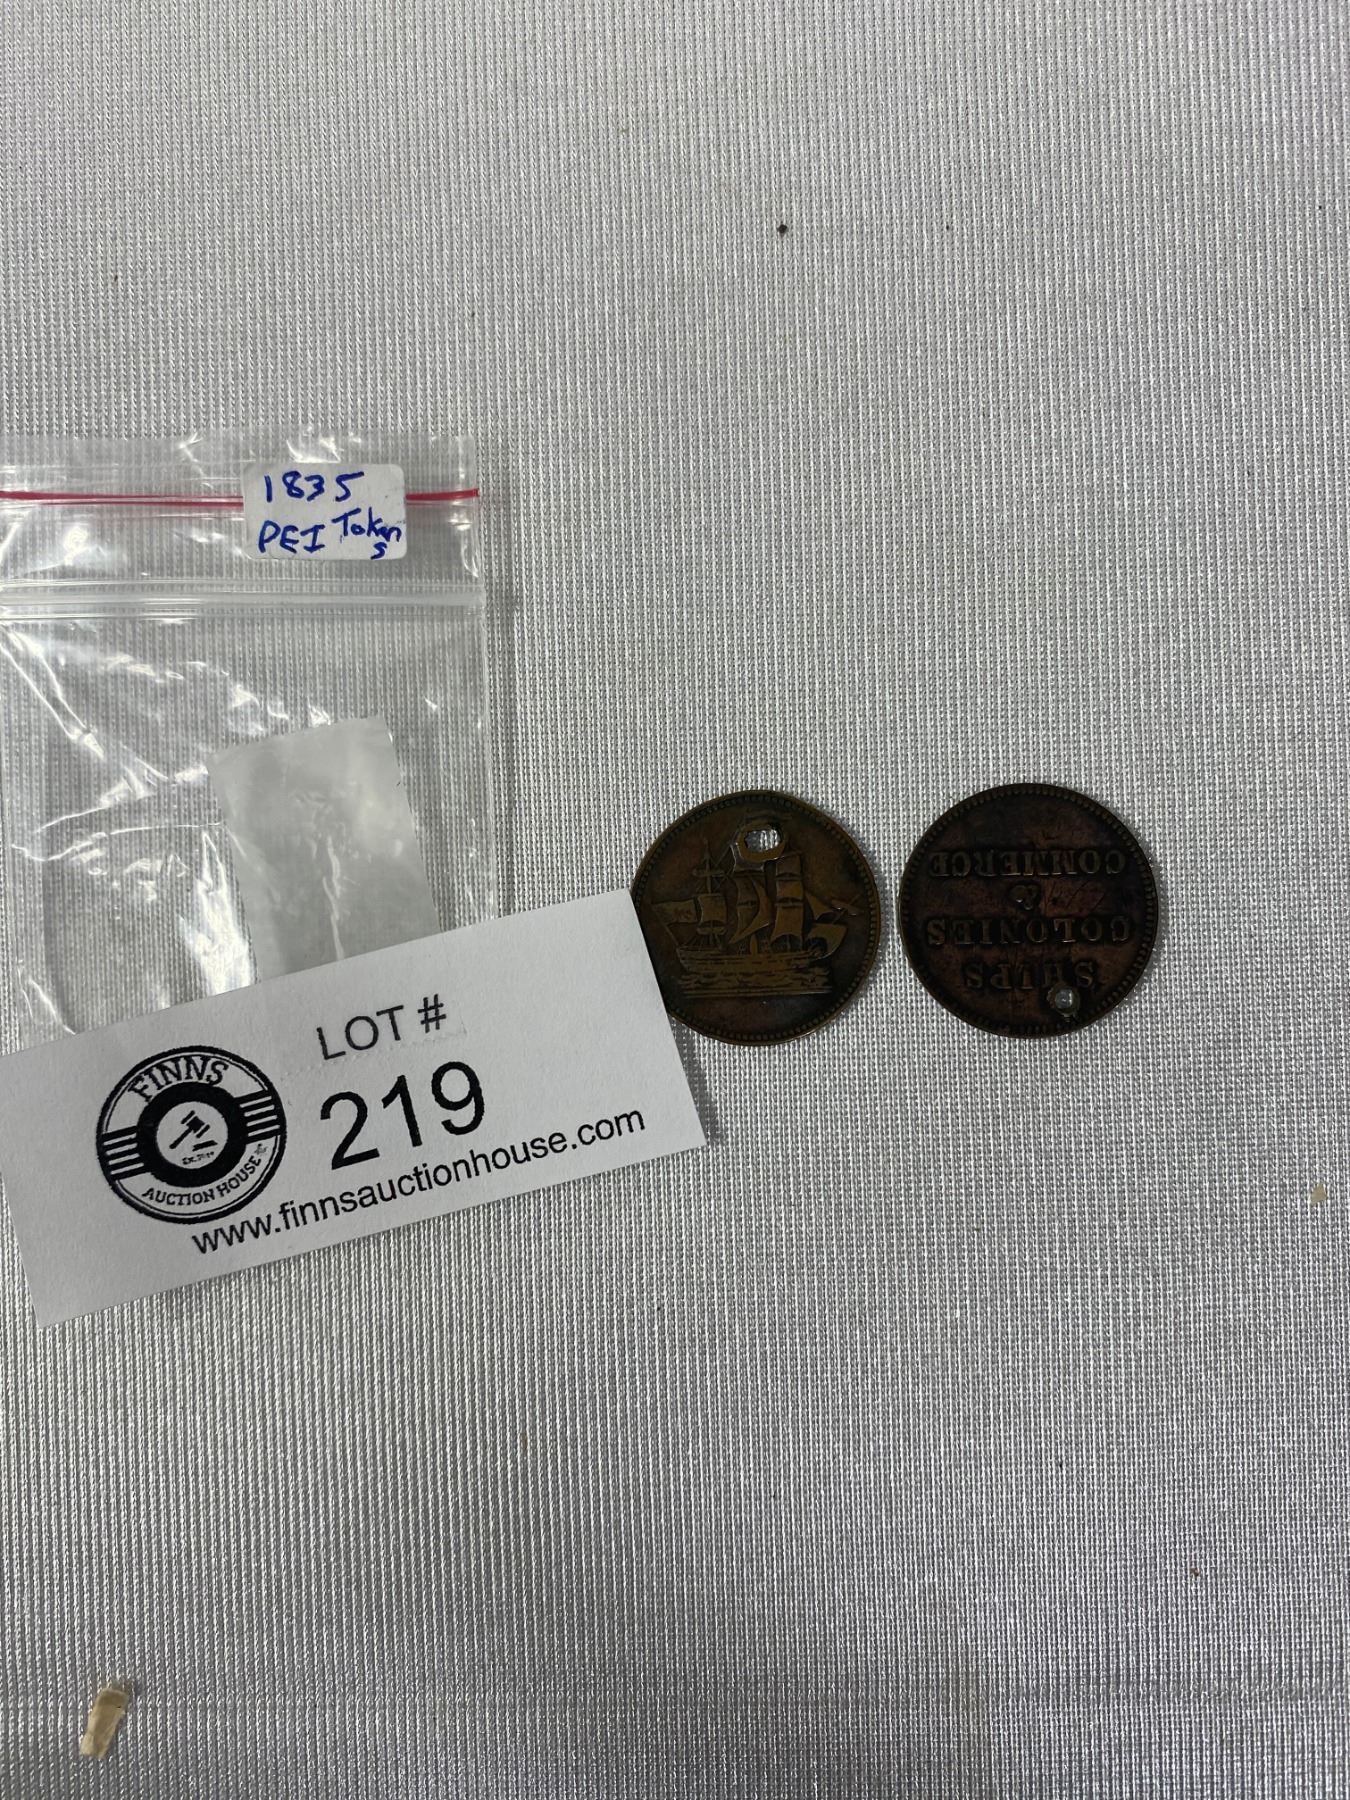 1835
PEI Tokens
LOT #
219
www.finnsauctionhouse.com
FINNS
AUCTION HOUSE
SHIPS
COLONIES
&
COMMERCE